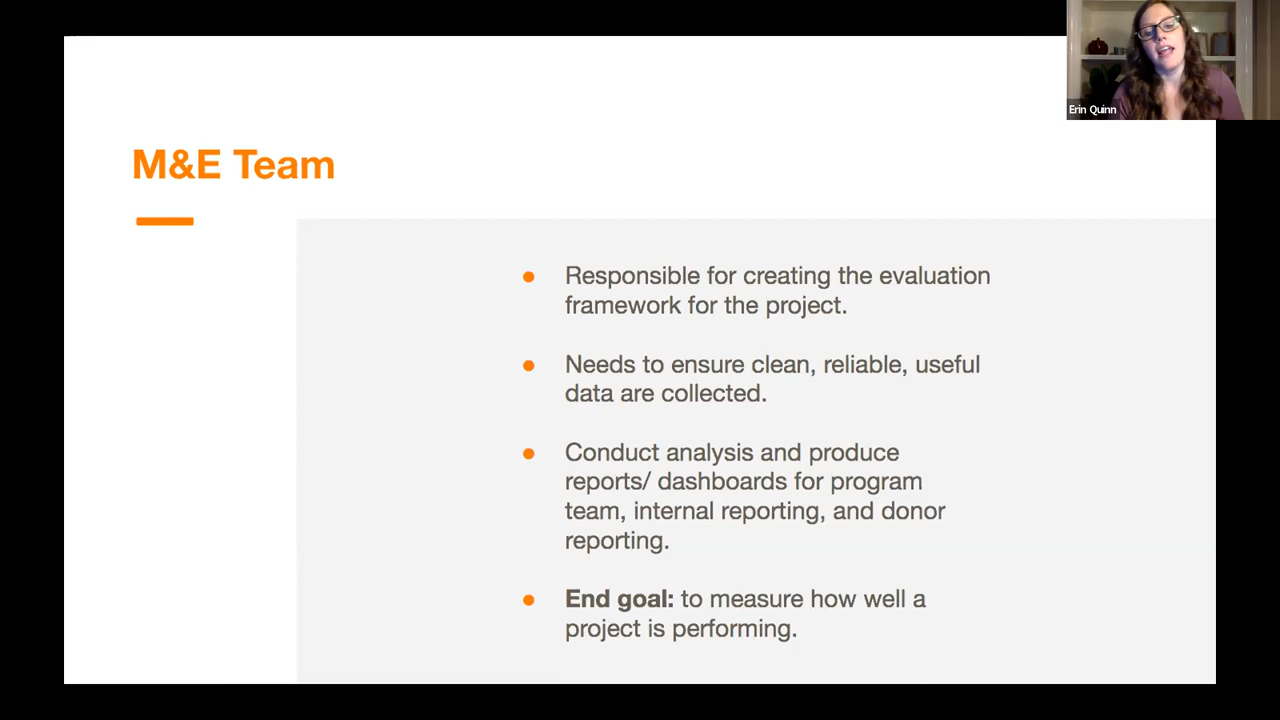 Erin Quinn
M&E Team
● Responsible for creating the evaluation
framework for the project.
● Needs to ensure clean, reliable, useful
data are collected.
● Conduct analysis and produce
reports/ dashboards for program
team, internal reporting, and donor
reporting.
● End goal: to measure how well a
project is performing.